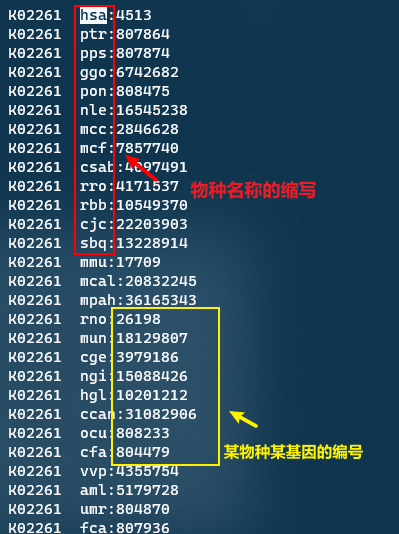 K02261 hsa:4513
K02261 ptr:807864
K02261 pps:807874
K02261 ggo:6742682
K02261 pon:808475
K02261 nle:16545238
K02261 mcc:2846628
K02261 mcf:7857740
K02261 csab:4097491
K02261 rro:4171537
物种名称的缩写
K02261 rbb:10549370
K02261 cjc:22203903
K02261 sbq:13228914
K02261 mmu:17709
K02261 mcal:20832245
K02261 mpah:36165343
K02261 rno:26198
K02261 mun:18129807
K02261 cge:3979186
K02261 ngi:15088426
K02261 hgl:10201212
K02261 ccan:31082906
K02261 ocu:808233
K02261 cfa:804479
某物种某基因的编号
K02261 vvp:4355754
K02261 aml:5179728
K02261 umr:804870
K02261 fca:807936